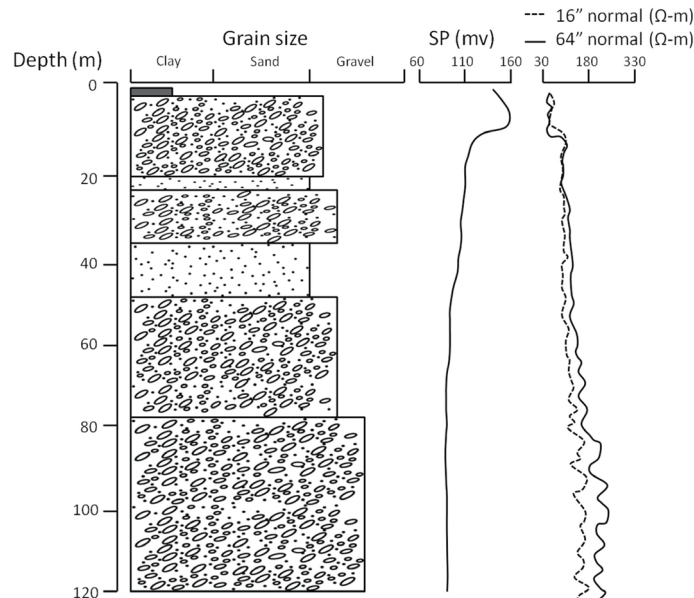 16” normal (Ω-m)
Grain size SP (mv) 64” normal (Ω-m)
Depth (m) Clay Sand Gravel 60 110 160 30 180 330
0
20
40
60
80
100
120